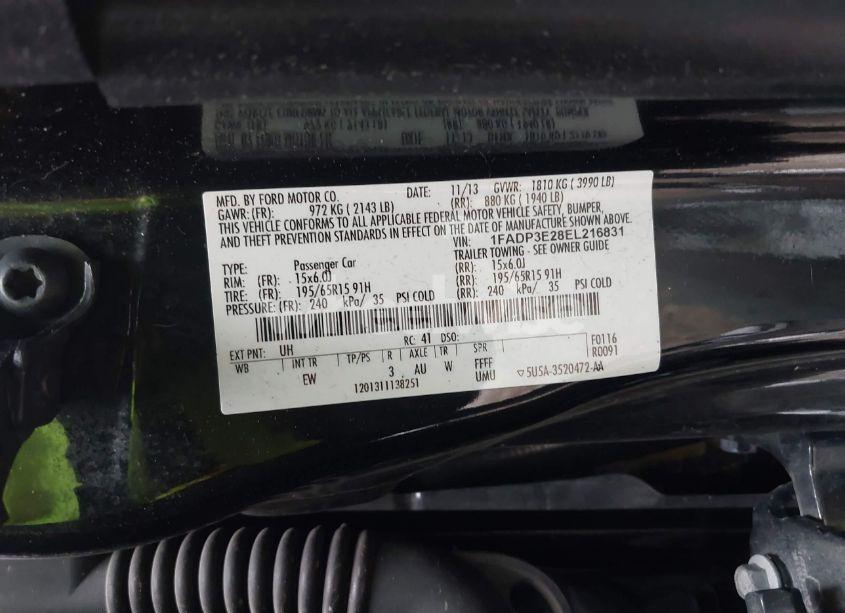 MFD. BY FORD MOTOR CO. DATE: 11/13 GVWR: 1810 KG ( 3990 LB)
GAWR: (FR): 972 KG ( 2143 LB) (RR): 880 KG ( 1940 LB)
THIS VEHICLE CONFORMS TO ALL APPLICABLE FEDERAL MOTOR VEHICLE SAFETY, BUMPER,
AND THEFT PREVENTION STANDARDS IN EFFECT ON THE DATE OF MANUFACTURE SHOWN ABOVE.
VIN: 1FADP3E28EL216831
TRAILER TOWING - SEE OWNER GUIDE
TYPE: Passenger Car
RIM: (FR): 15x6.0J (RR): 15x6.0J
TIRE: (FR): 195/65R15 91H (RR): 195/65R15 91H
PRESSURE: (FR): 240 kPa/ 35 PSI COLD (RR): 240 kPa/ 35 PSI COLD
EXT PNT: UH RC: 41 DSO: F0116
WB INT TR TP/PS R AXLE TR SPR R0091
EW 3 AU W FFFF
UMU
1201311138251 ▽5U5A-3520472-AA